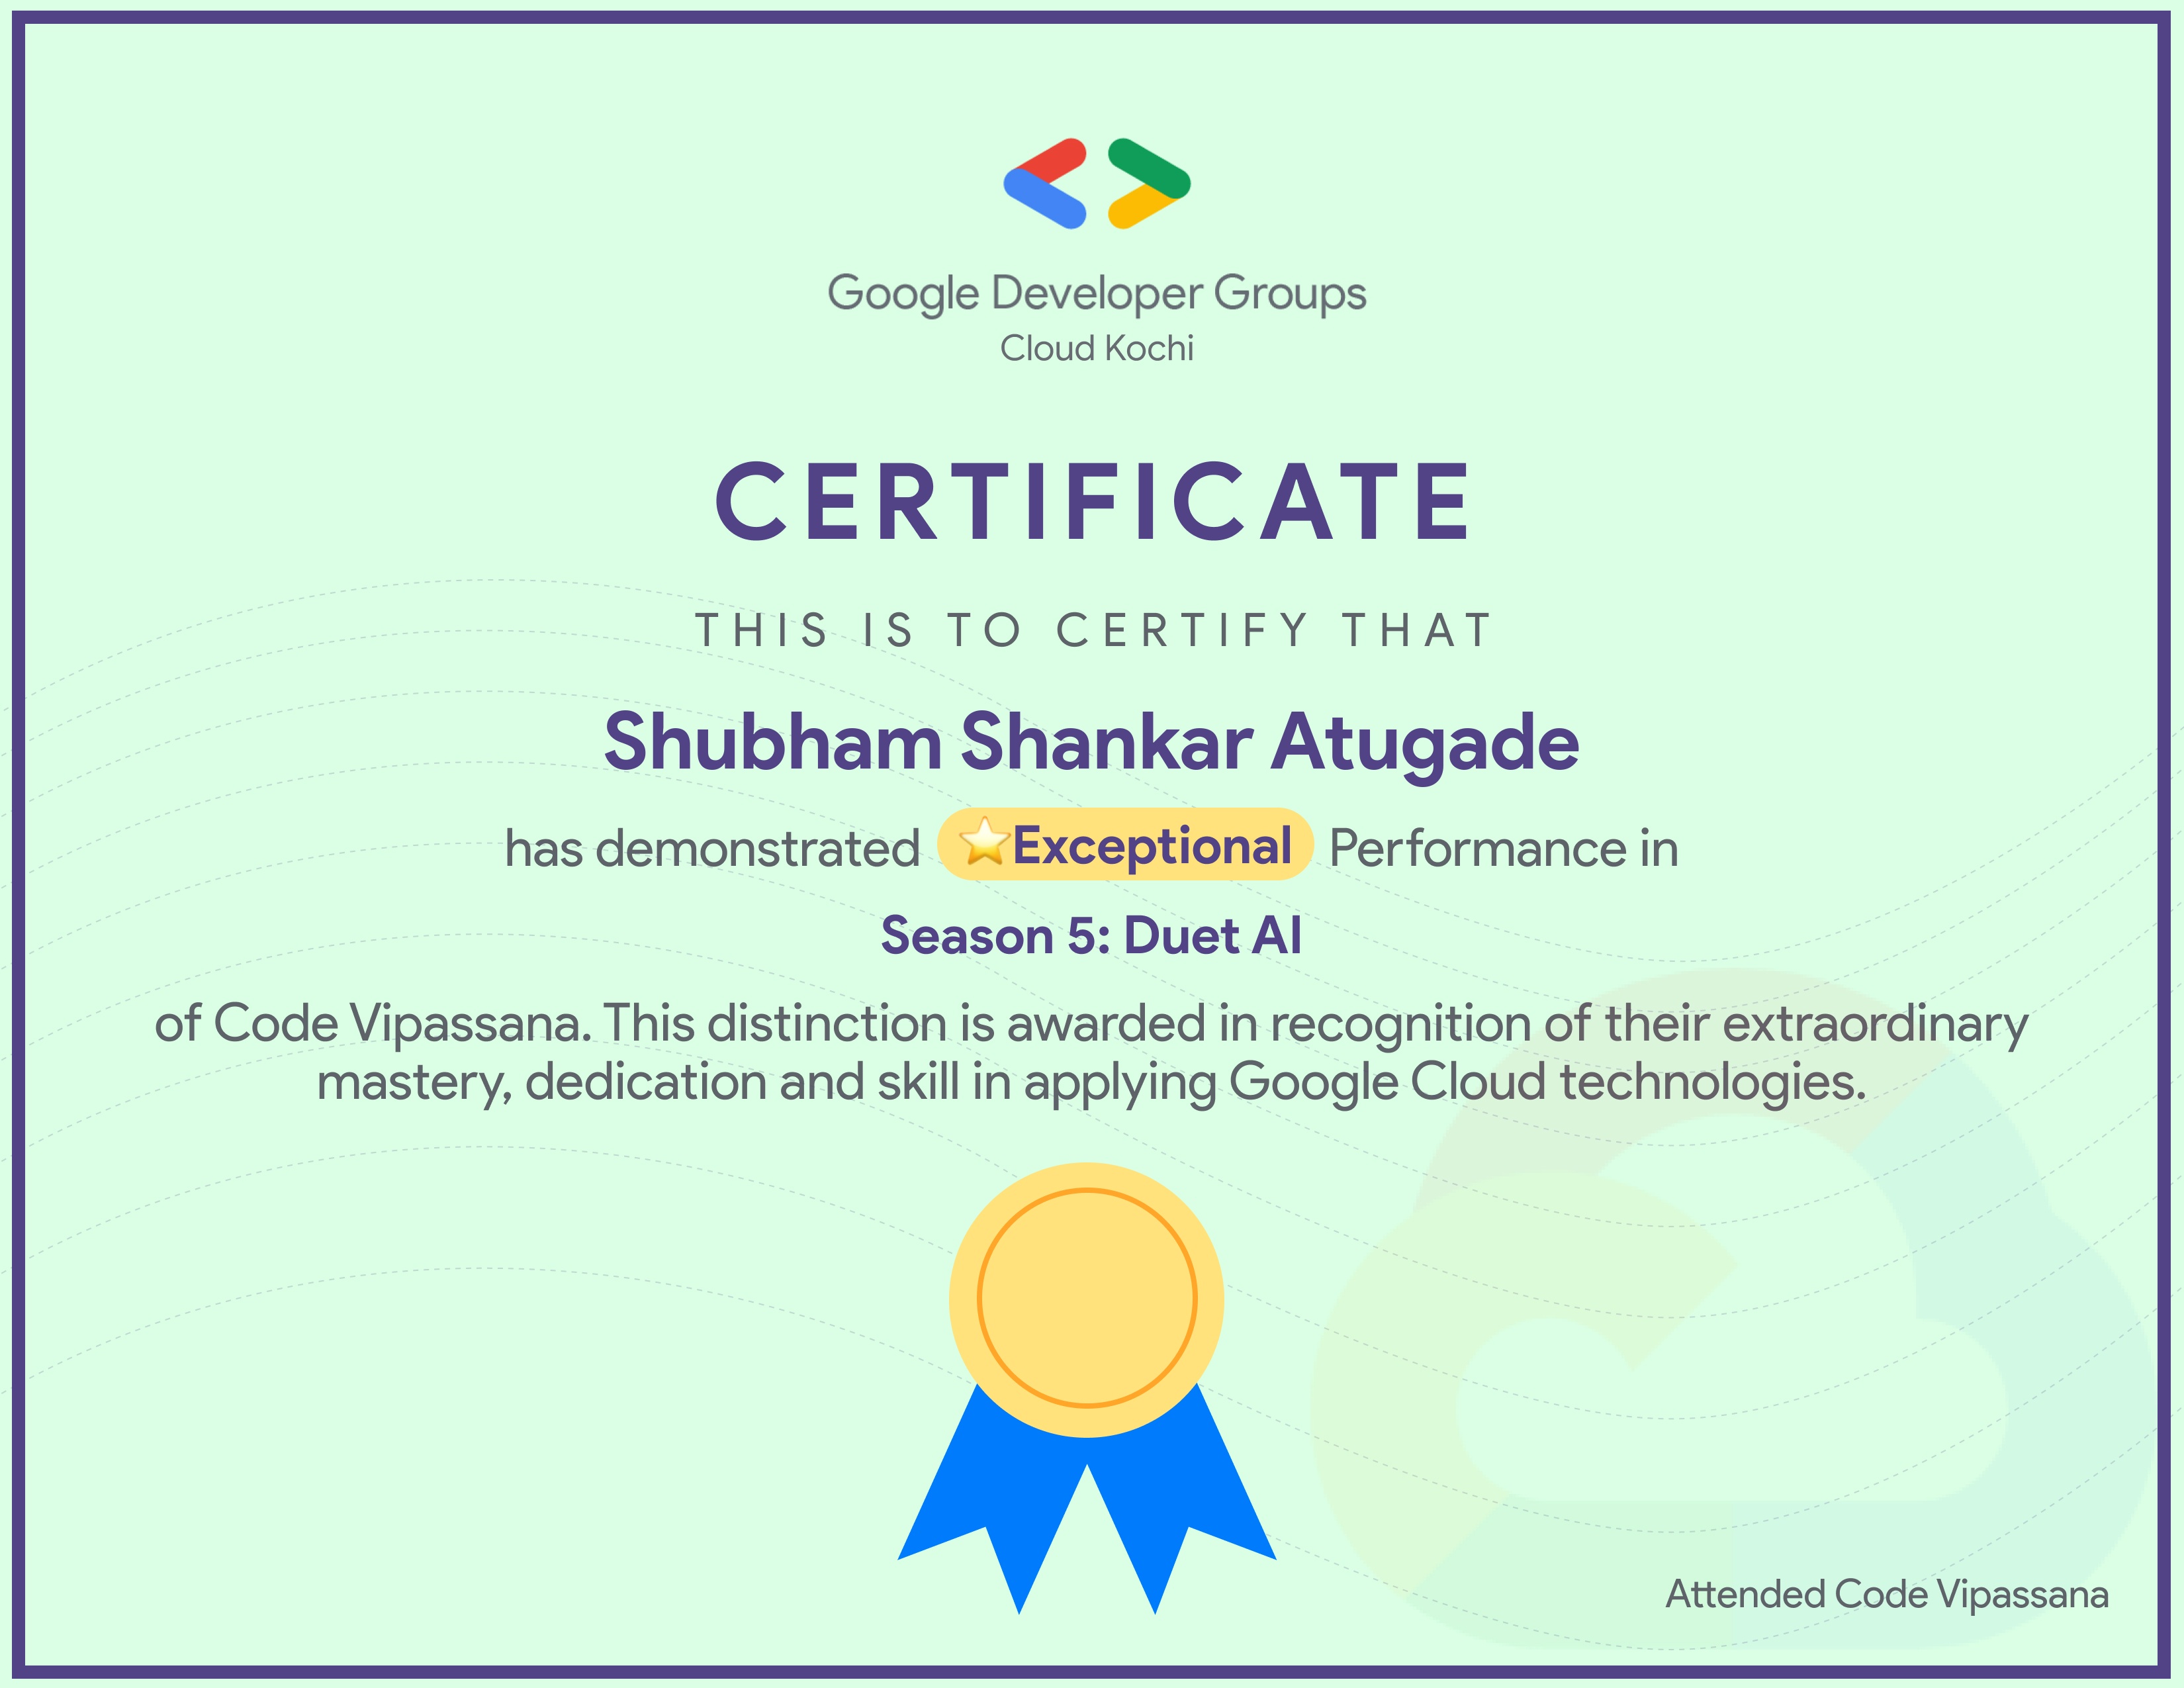 Google Developer Groups
Cloud Kochi
CERTIFICATE
THIS IS TO CERTIFY THAT
Shubham Shankar Atugade
has demonstrated ⭐Exceptional Performance in
Season 5: Duet AI
of Code Vipassana. This distinction is awarded in recognition of their extraordinary
mastery, dedication and skill in applying Google Cloud technologies.
Attended Code Vipassana